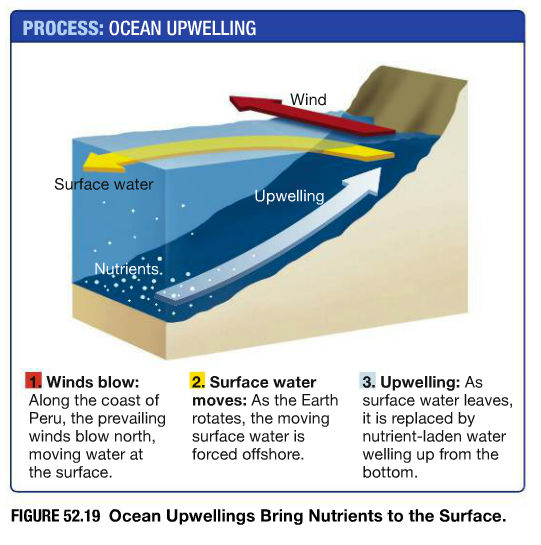 PROCESS: OCEAN UPWELLING
Wind
Surface water
Upwelling
Nutrients
1. Winds blow:
Along the coast of
Peru, the prevailing
winds blow north,
moving water at
the surface.
2. Surface water
moves: As the Earth
rotates, the moving
surface water is
forced offshore.
3. Upwelling: As
surface water leaves,
it is replaced by
nutrient-laden water
welling up from the
bottom.
FIGURE 52.19 Ocean Upwellings Bring Nutrients to the Surface.